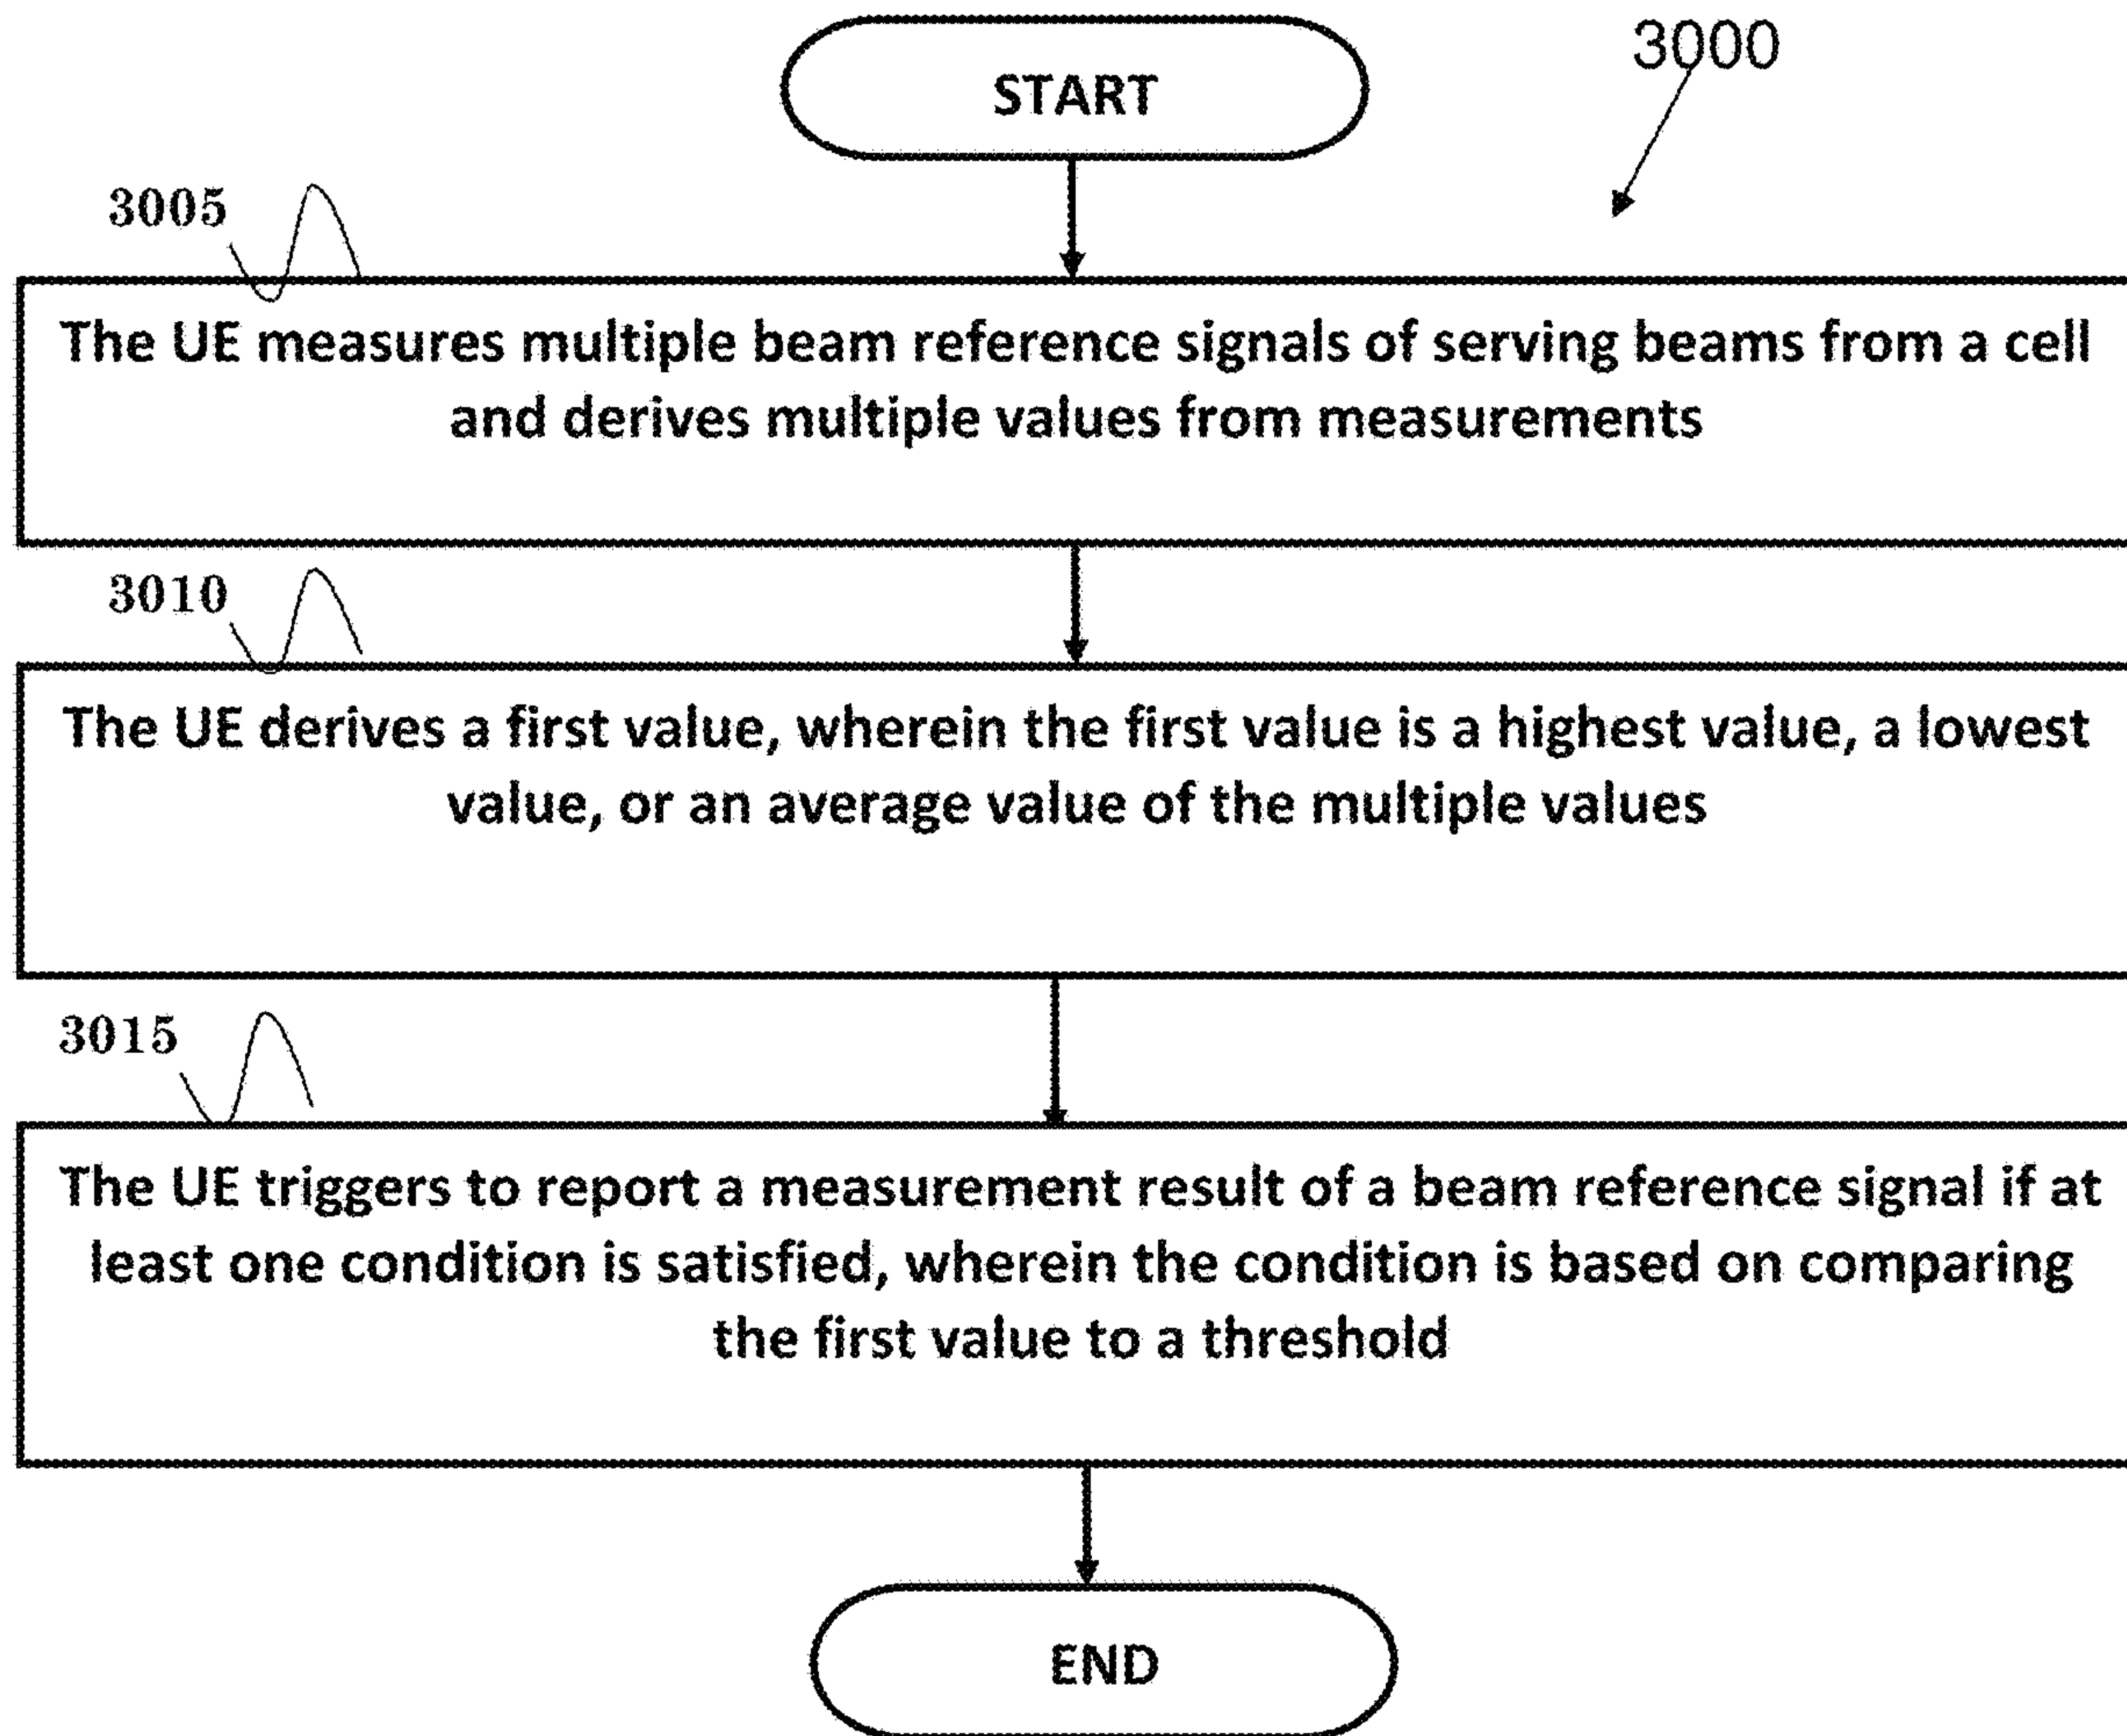 START
3000
3005
The UE measures multiple beam reference signals of serving beams from a cell
and derives multiple values from measurements
3010
The UE derives a first value, wherein the first value is a highest value, a lowest
value, or an average value of the multiple values
3015
The UE triggers to report a measurement result of a beam reference signal if at
least one condition is satisfied, wherein the condition is based on comparing
the first value to a threshold
END